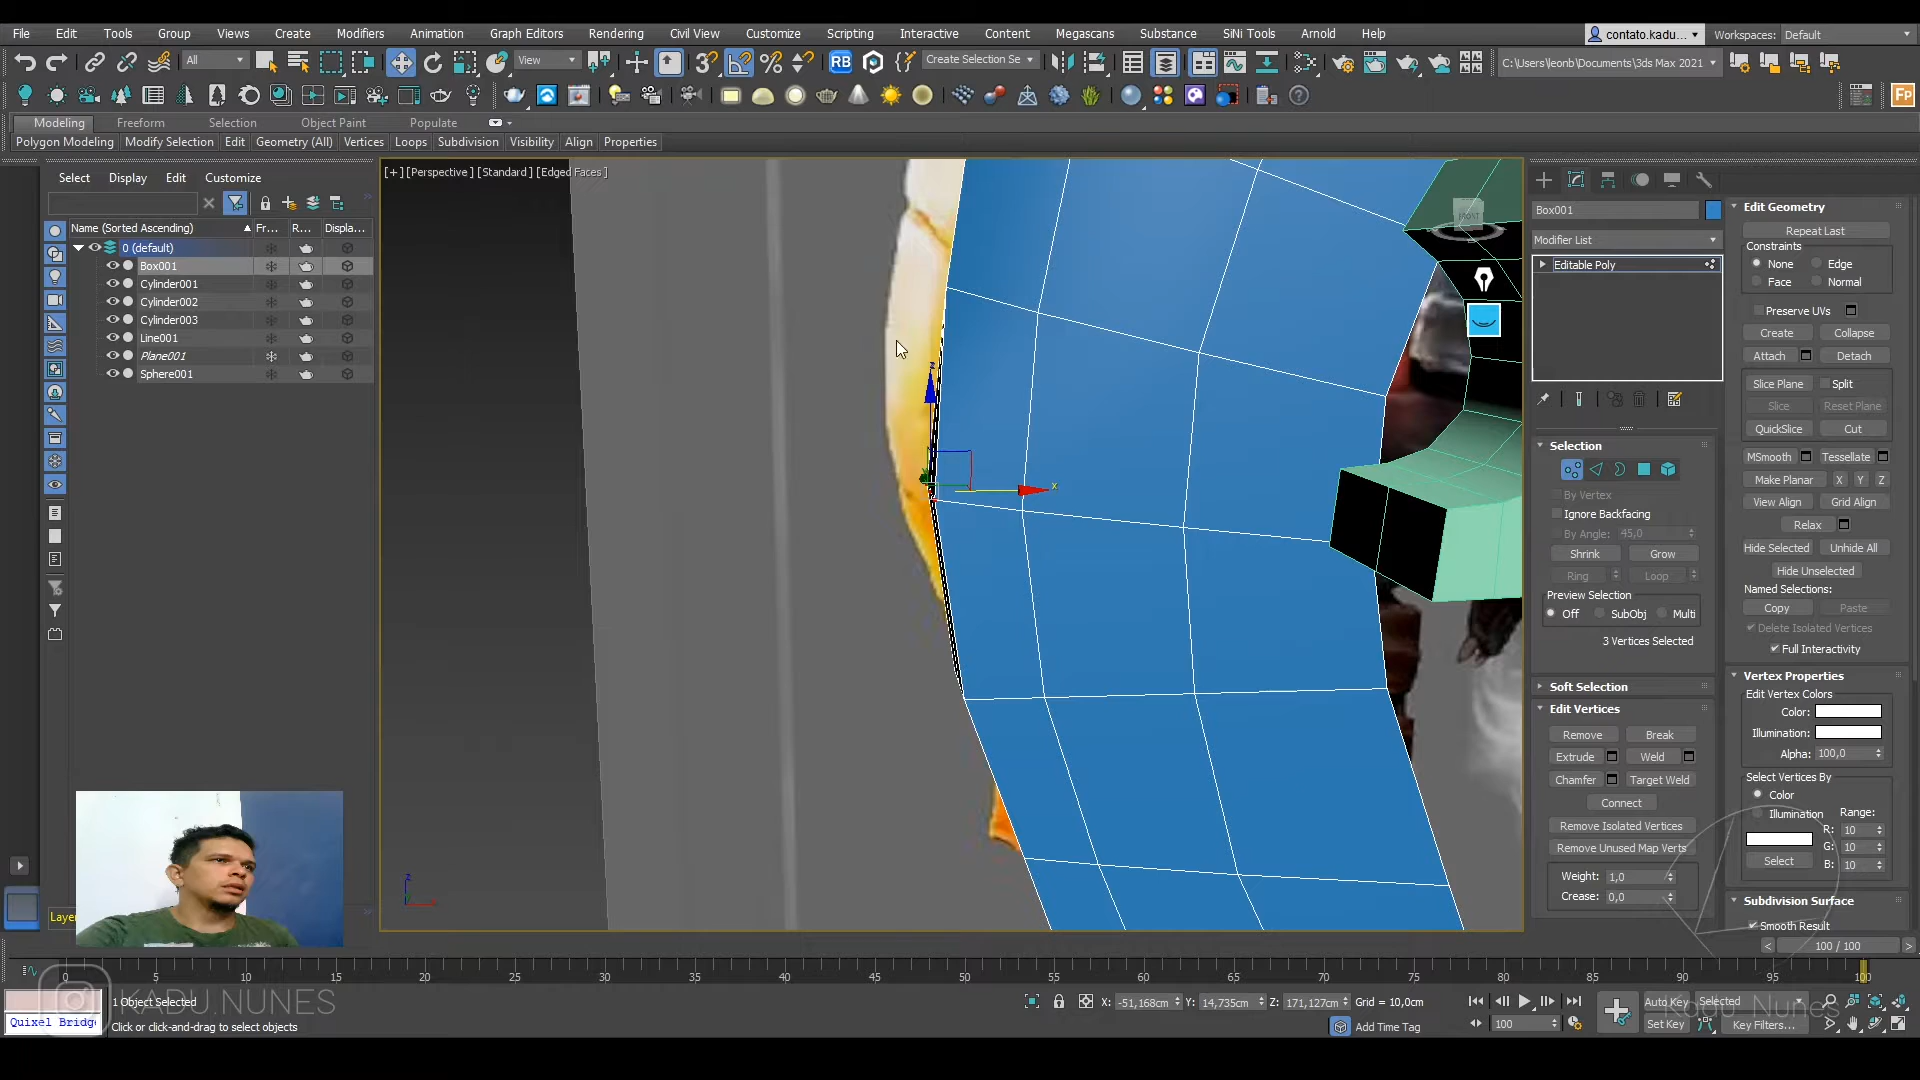 File Edit Tools Group Views Create Modifiers Animation Graph Editors Rendering Civil View Customize Scripting Interactive Content Megascans Substance SiNi Tools Arnold Help contato.kadu... Workspaces: Default
All View 3 RB Create Selection Se C:\Users\leonb\Documents\3ds Max 2021
Fp
Modeling Freeform Selection Object Paint Populate
Polygon Modeling Modify Selection Edit Geometry (All) Vertices Loops Subdivision Visibility Align Properties
Select Display Edit Customize
Name (Sorted Ascending) Fr... R... Displa...
0 (default)
Box001
Cylinder001
Cylinder002
Cylinder003
Line001
Plane001
Sphere001
[+] [Perspective ] [Standard ] [Edged Faces ]
FRONT
z
x
z
Box001
Modifier List
Editable Poly
Selection
By Vertex
Ignore Backfacing
By Angle: 45,0
Shrink Grow
Ring Loop
Preview Selection
Off SubObj Multi
3 Vertices Selected
Soft Selection
Edit Vertices
Remove Break
Extrude Weld
Chamfer Target Weld
Connect
Remove Isolated Vertices
Remove Unused Map Verts
Weight: 1,0
Crease: 0,0
Edit Geometry
Repeat Last
Constraints
None Edge
Face Normal
Preserve UVs
Create Collapse
Attach Detach
Slice Plane Split
Slice Reset Plane
QuickSlice Cut
MSmooth Tessellate
Make Planar X Y Z
View Align Grid Align
Relax
Hide Selected Unhide All
Hide Unselected
Named Selections:
Copy Paste
Delete Isolated Vertices
Full Interactivity
Vertex Properties
Edit Vertex Colors
Color:
Illumination:
Alpha: 100,0
Select Vertices By
Color
Illumination Range:
R: 10
G: 10
Select B: 10
Subdivision Surface
Smooth Result
< 100 / 100 >
Laye
0 5 10 15 20 25 30 35 40 45 50 55 60 65 70 75 80 85 90 95 100
KADU.NUNES
1 Object Selected
Quixel Bridg
Click or click-and-drag to select objects
X: -51,168cm Y: 14,735cm Z: 171,127cm Grid = 10,0cm
Add Time Tag
100
Auto Key Selected
Set Key Key Filters...
Kadu_Nunes